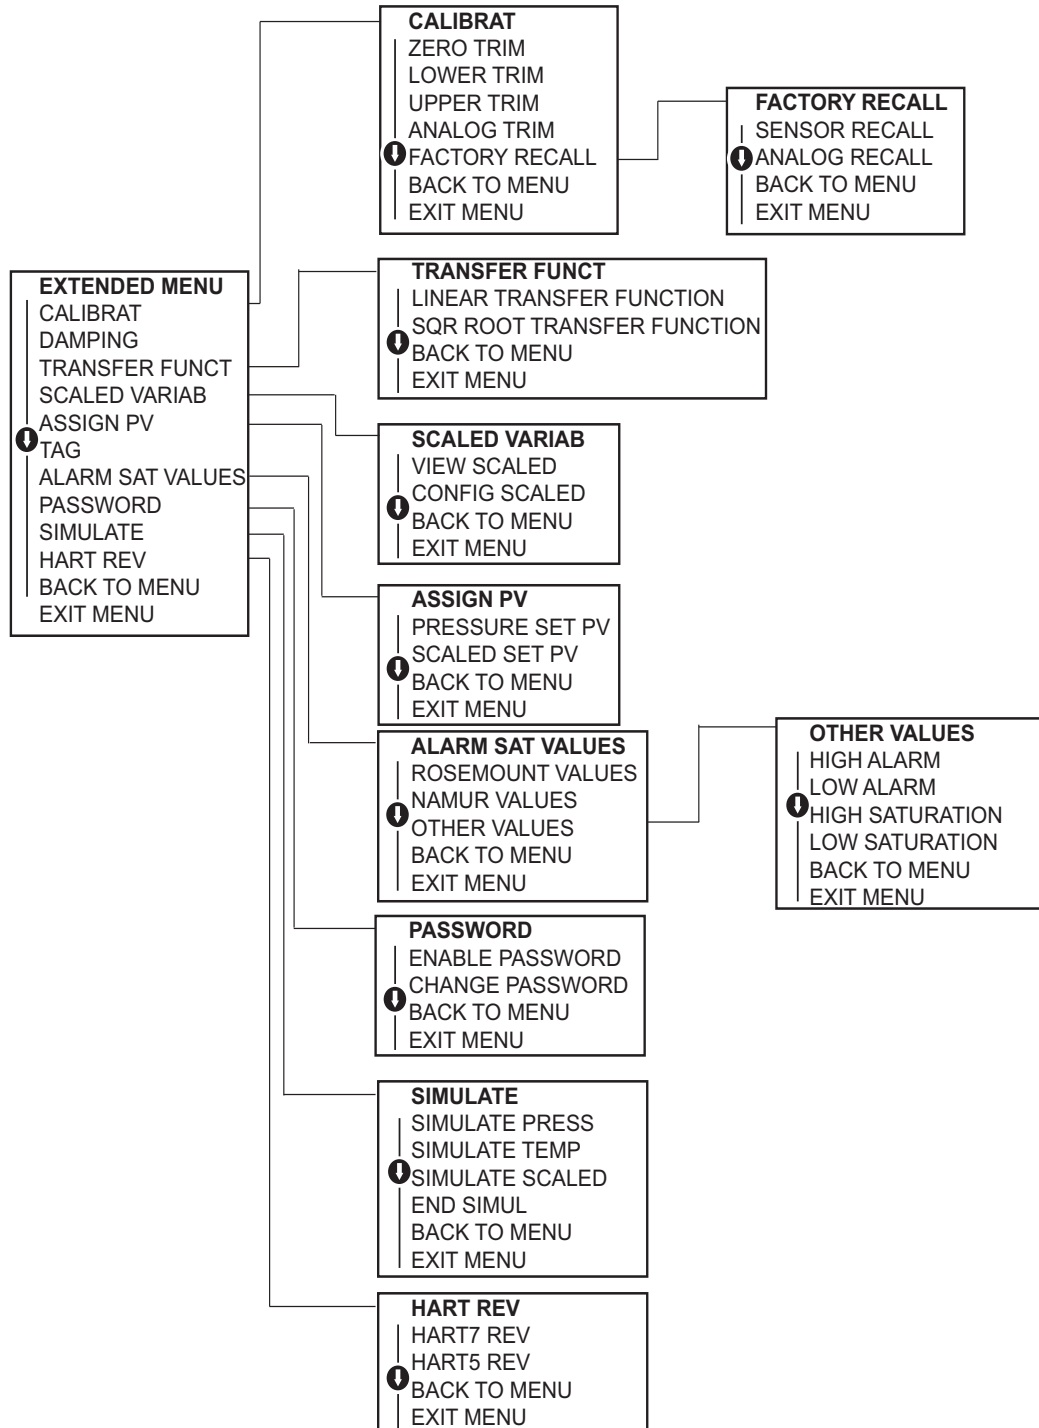 CALIBRAT
ZERO TRIM
LOWER TRIM
UPPER TRIM
ANALOG TRIM
FACTORY RECALL
BACK TO MENU
EXIT MENU
FACTORY RECALL
SENSOR RECALL
ANALOG RECALL
BACK TO MENU
EXIT MENU
EXTENDED MENU
CALIBRAT
DAMPING
TRANSFER FUNCT
SCALED VARIAB
ASSIGN PV
TAG
ALARM SAT VALUES
PASSWORD
SIMULATE
HART REV
BACK TO MENU
EXIT MENU
TRANSFER FUNCT
LINEAR TRANSFER FUNCTION
SQR ROOT TRANSFER FUNCTION
BACK TO MENU
EXIT MENU
SCALED VARIAB
VIEW SCALED
CONFIG SCALED
BACK TO MENU
EXIT MENU
ASSIGN PV
PRESSURE SET PV
SCALED SET PV
BACK TO MENU
EXIT MENU
ALARM SAT VALUES
ROSEMOUNT VALUES
NAMUR VALUES
OTHER VALUES
BACK TO MENU
EXIT MENU
OTHER VALUES
HIGH ALARM
LOW ALARM
HIGH SATURATION
LOW SATURATION
BACK TO MENU
EXIT MENU
PASSWORD
ENABLE PASSWORD
CHANGE PASSWORD
BACK TO MENU
EXIT MENU
SIMULATE
SIMULATE PRESS
SIMULATE TEMP
SIMULATE SCALED
END SIMUL
BACK TO MENU
EXIT MENU
HART REV
HART7 REV
HART5 REV
BACK TO MENU
EXIT MENU